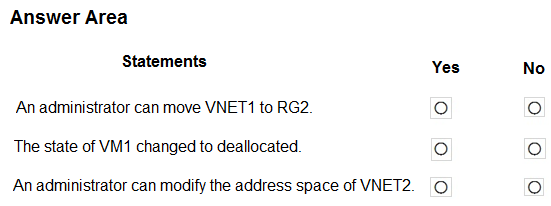 Answer Area
Statements Yes No
An administrator can move VNET1 to RG2.
The state of VM1 changed to deallocated.
An administrator can modify the address space of VNET2.